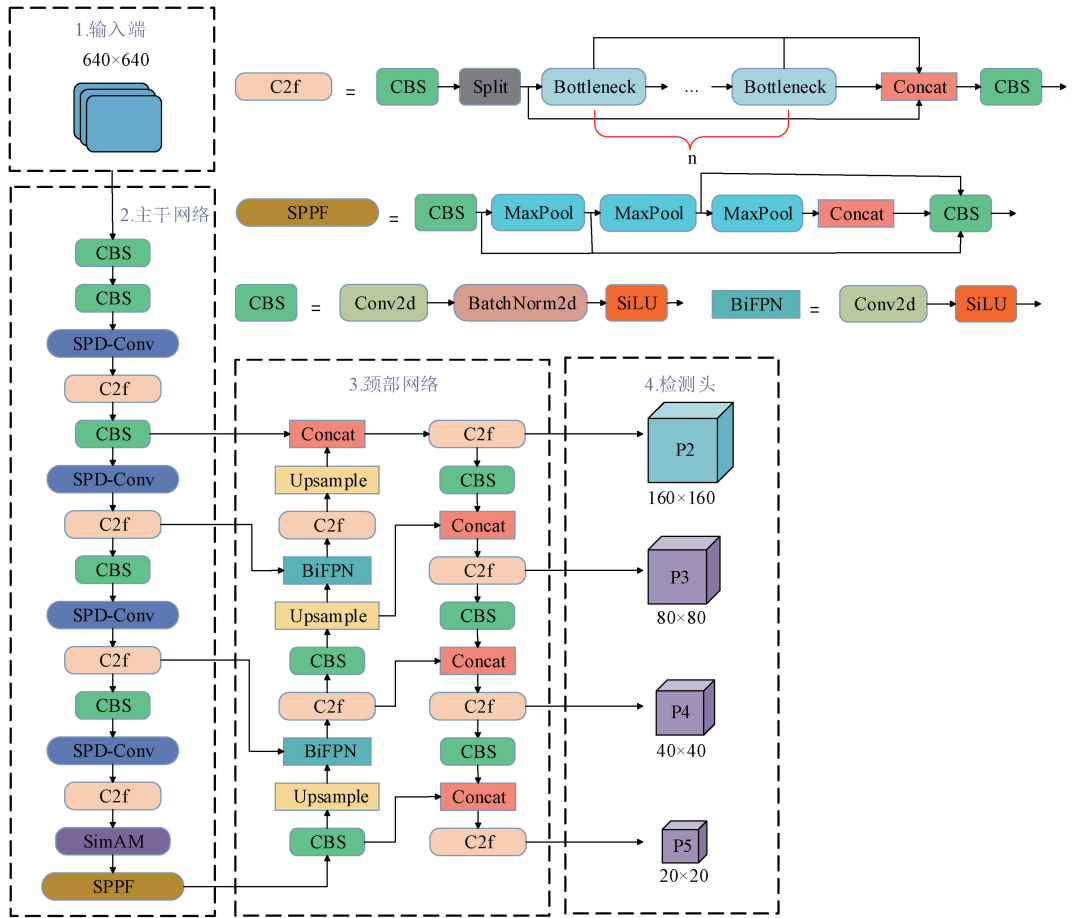 1.输入端
640×640
C2f = CBS Split Bottleneck ... Bottleneck Concat CBS
n
2.主干网络
SPPF = CBS MaxPool MaxPool MaxPool Concat CBS
CBS = Conv2d BatchNorm2d SiLU
BiFPN = Conv2d SiLU
CBS
CBS
SPD-Conv
C2f
CBS
SPD-Conv
C2f
CBS
SPD-Conv
C2f
CBS
SPD-Conv
C2f
SimAM
SPPF
3.颈部网络
Concat
Upsample
C2f
BiFPN
Upsample
CBS
C2f
BiFPN
Upsample
CBS
C2f
CBS
Concat
C2f
CBS
Concat
C2f
CBS
Concat
C2f
4.检测头
P2
160×160
P3
80×80
P4
40×40
P5
20×20